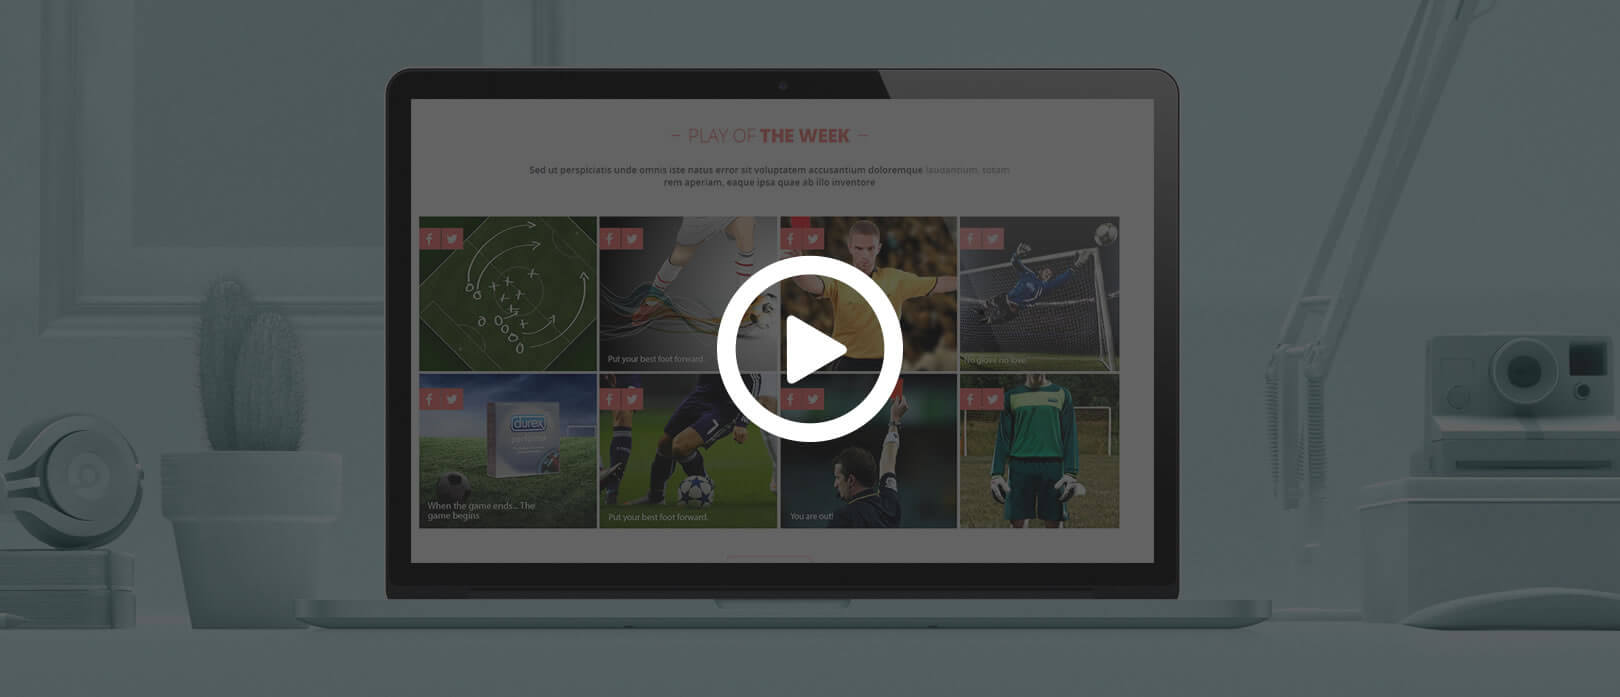 PLAY OF THE WEEK
Sed ut perspiciatis unde omnis iste natus error sit voluptatem accusantium doloremque laudantium, totam
rem aperiam, eaque ipsa quae ab illo inventore
Put your best foot forward.
No glove no love.
durex
performa
When the game ends... The
game begins
7
Put your best foot forward.
You are out!